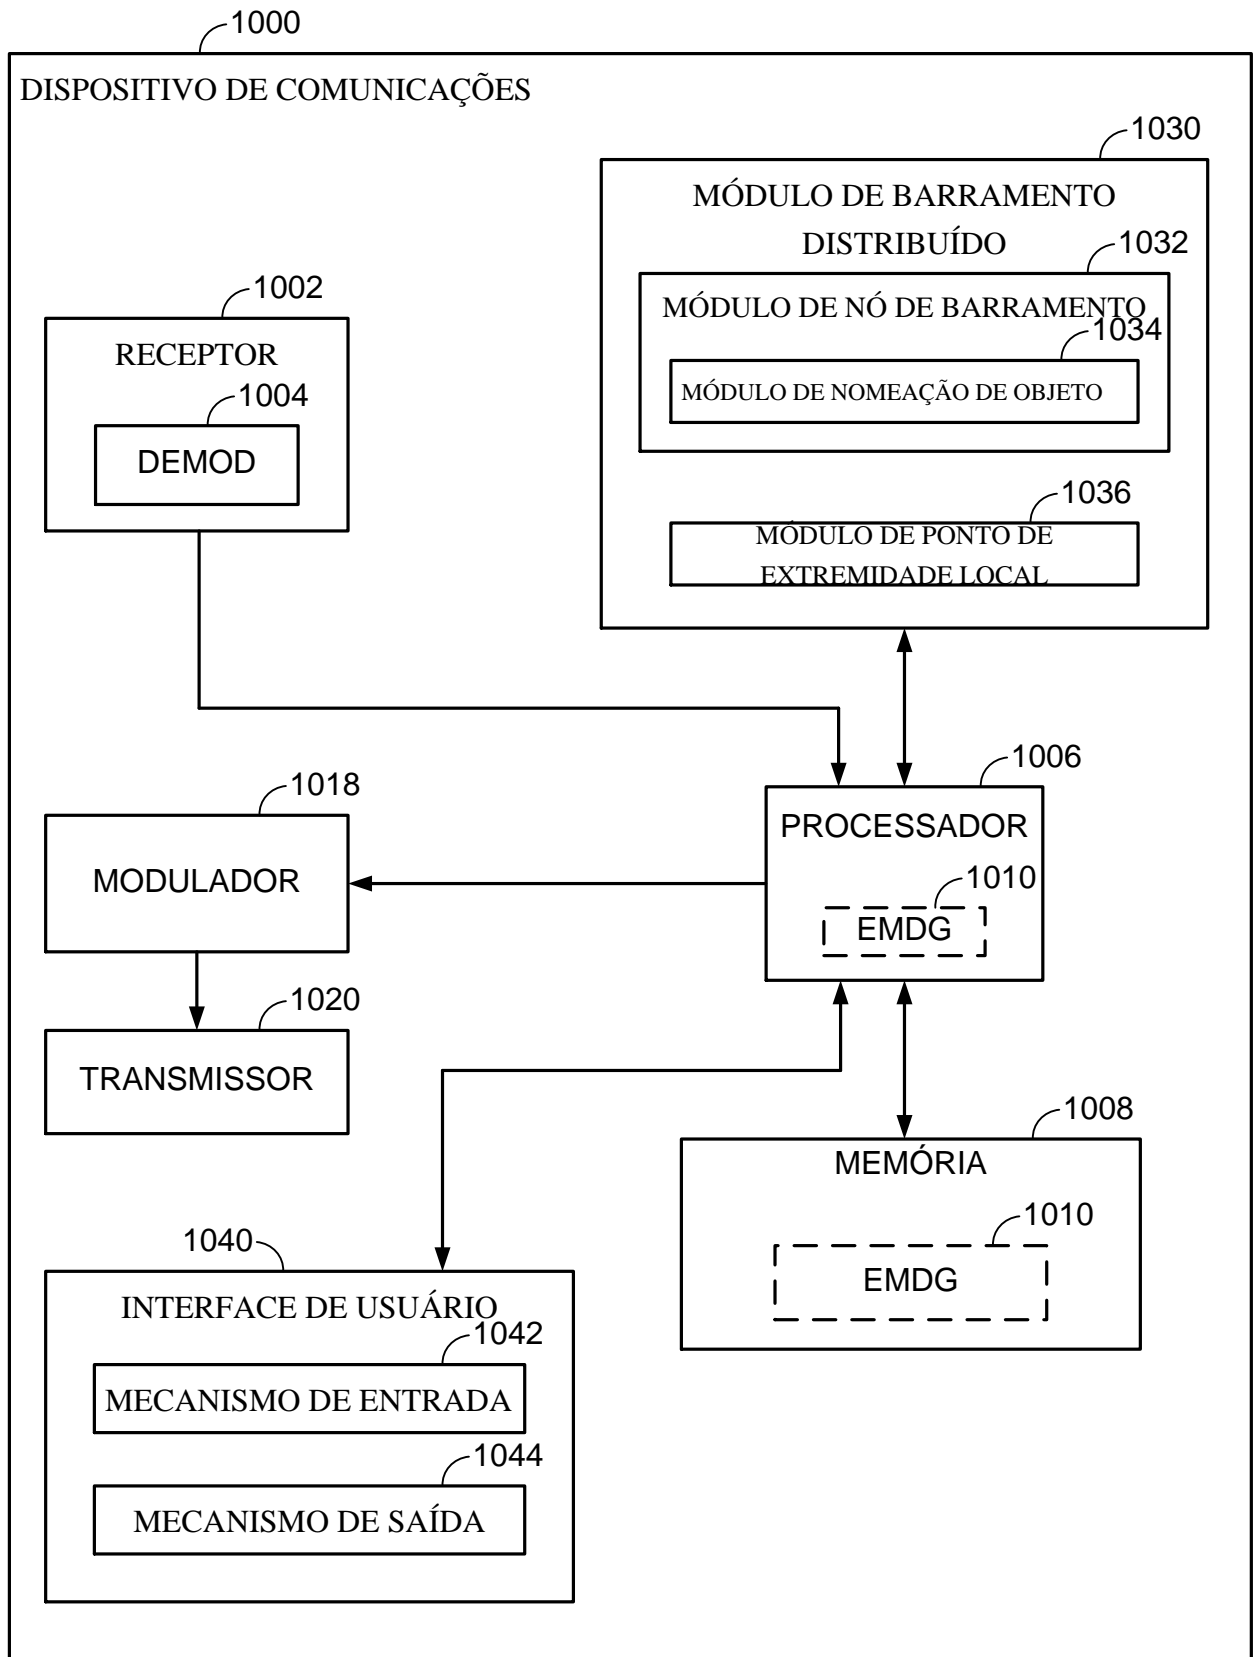 1000
DISPOSITIVO DE COMUNICAÇÕES
1030
MÓDULO DE BARRAMENTO
DISTRIBUÍDO
1032
MÓDULO DE NÓ DE BARRAMENTO
1034
MÓDULO DE NOMEAÇÃO DE OBJETO
1036
MÓDULO DE PONTO DE
EXTREMIDADE LOCAL
1002
RECEPTOR
1004
DEMOD
1006
PROCESSADOR
1010
EMDG
1018
MODULADOR
1020
TRANSMISSOR
1008
MEMÓRIA
1010
EMDG
1040
INTERFACE DE USUÁRIO
1042
MECANISMO DE ENTRADA
1044
MECANISMO DE SAÍDA